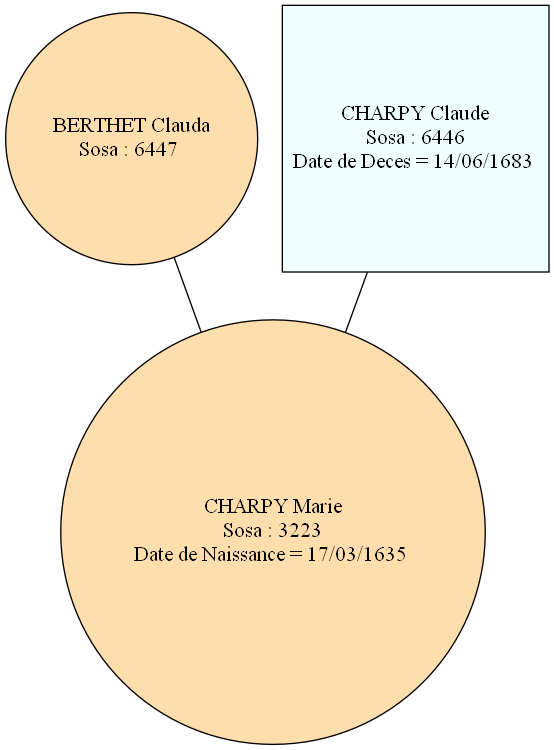 BERTHET Clauda
Sosa : 6447
CHARPY Claude
Sosa : 6446
Date de Deces = 14/06/1683
CHARPY Marie
Sosa : 3223
Date de Naissance = 17/03/1635